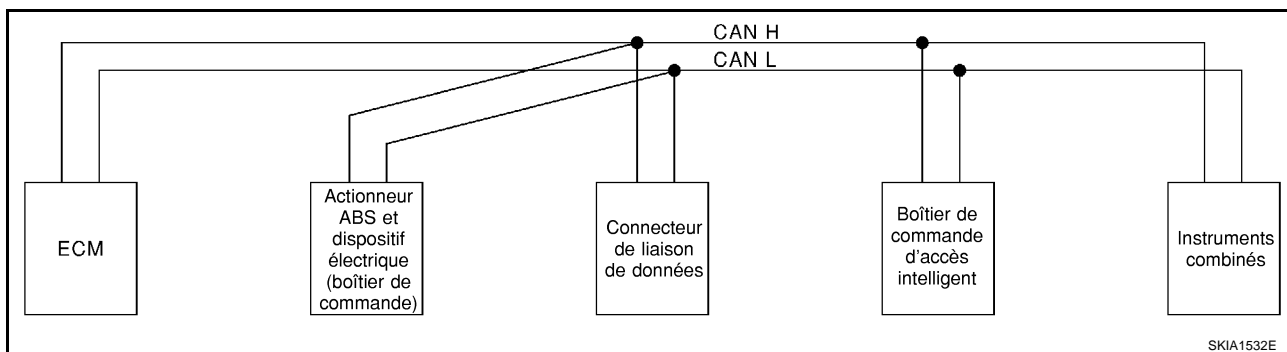 CAN H
CAN L
ECM
Actionneur
ABS et
dispositif
électrique
(boîtier de
commande)
Connecteur
de liaison
de données
Boîtier de
commande
d'accès
intelligent
Instruments
combinés
SKIA1532E